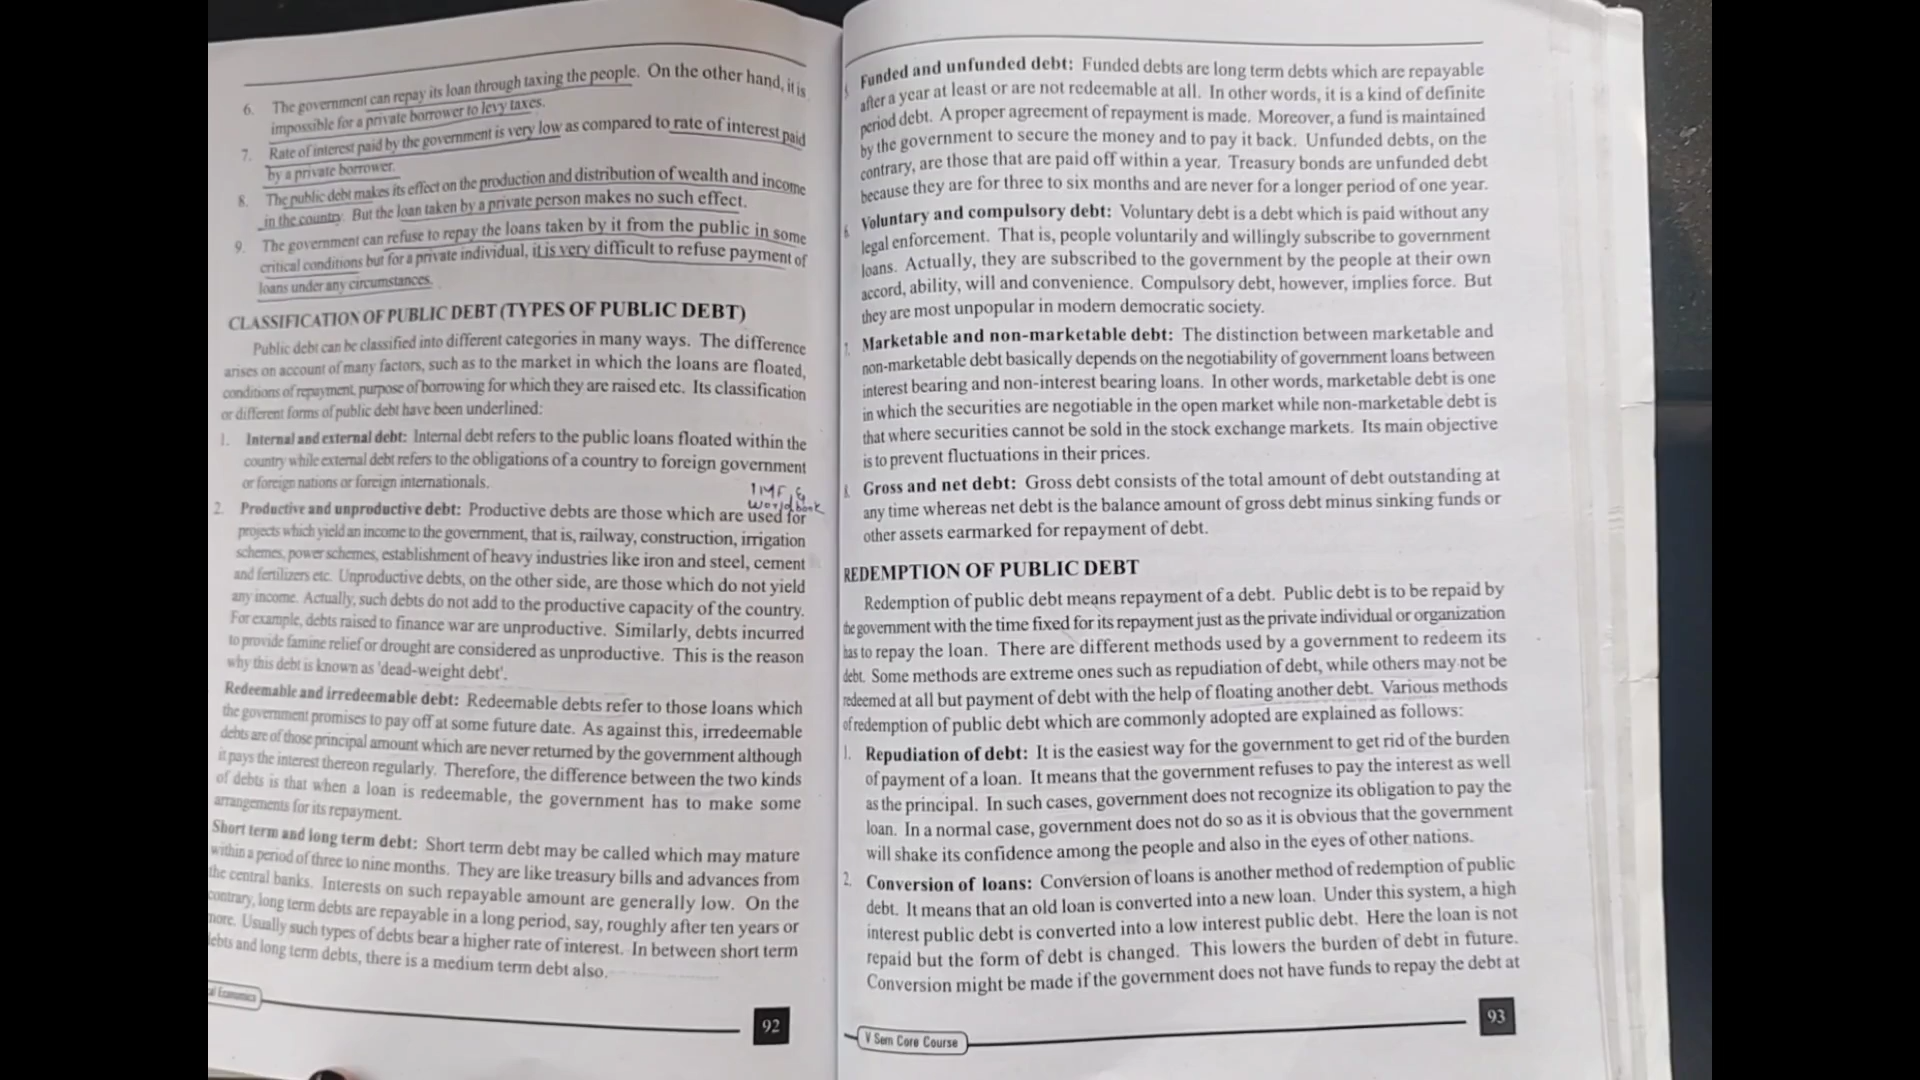 6. The government can repay its loan through taxing the people. On the other hand, it is
impossible for a private borrower to levy taxes.
7. Rate of interest paid by the government is very low as compared to rate of interest paid
by a private borrower.
8. The public debt makes its effect on the production and distribution of wealth and income
in the country. But the loan taken by a private person makes no such effect.
9. The government can refuse to repay the loans taken by it from the public in some
critical conditions but for a private individual, it is very difficult to refuse payment of
loans under any circumstances.
CLASSIFICATION OF PUBLIC DEBT (TYPES OF PUBLIC DEBT)
Public debt can be classified into different categories in many ways. The difference
arises on account of many factors, such as to the market in which the loans are floated,
conditions of repayment, purpose of borrowing for which they are raised etc. Its classification
or different forms of public debt have been underlined:
1. Internal and external debt: Internal debt refers to the public loans floated within the
country while external debt refers to the obligations of a country to foreign government
or foreign nations or foreign internationals.
IMF, &
World bank
2. Productive and unproductive debt: Productive debts are those which are used for
projects which yield an income to the government, that is, railway, construction, irrigation
schemes, power schemes, establishment of heavy industries like iron and steel, cement
and fertilizers etc. Unproductive debts, on the other side, are those which do not yield
any income. Actually, such debts do not add to the productive capacity of the country.
For example, debts raised to finance war are unproductive. Similarly, debts incurred
to provide famine relief or drought are considered as unproductive. This is the reason
why this debt is known as 'dead-weight debt'.
Redeemable and irredeemable debt: Redeemable debts refer to those loans which
the government promises to pay off at some future date. As against this, irredeemable
debts are of those principal amount which are never returned by the government although
it pays the interest thereon regularly. Therefore, the difference between the two kinds
of debts is that when a loan is redeemable, the government has to make some
arrangements for its repayment.
Short term and long term debt: Short term debt may be called which may mature
within a period of three to nine months. They are like treasury bills and advances from
the central banks. Interests on such repayable amount are generally low. On the
contrary, long term debts are repayable in a long period, say, roughly after ten years or
more. Usually such types of debts bear a higher rate of interest. In between short term
debts and long term debts, there is a medium term debt also.
al Economics
92
5. Funded and unfunded debt: Funded debts are long term debts which are repayable
after a year at least or are not redeemable at all. In other words, it is a kind of definite
period debt. A proper agreement of repayment is made. Moreover, a fund is maintained
by the government to secure the money and to pay it back. Unfunded debts, on the
contrary, are those that are paid off within a year. Treasury bonds are unfunded debt
because they are for three to six months and are never for a longer period of one year.
6. Voluntary and compulsory debt: Voluntary debt is a debt which is paid without any
legal enforcement. That is, people voluntarily and willingly subscribe to government
loans. Actually, they are subscribed to the government by the people at their own
accord, ability, will and convenience. Compulsory debt, however, implies force. But
they are most unpopular in modern democratic society.
7. Marketable and non-marketable debt: The distinction between marketable and
non-marketable debt basically depends on the negotiability of government loans between
interest bearing and non-interest bearing loans. In other words, marketable debt is one
in which the securities are negotiable in the open market while non-marketable debt is
that where securities cannot be sold in the stock exchange markets. Its main objective
is to prevent fluctuations in their prices.
8. Gross and net debt: Gross debt consists of the total amount of debt outstanding at
any time whereas net debt is the balance amount of gross debt minus sinking funds or
other assets earmarked for repayment of debt.
REDEMPTION OF PUBLIC DEBT
Redemption of public debt means repayment of a debt. Public debt is to be repaid by
the government with the time fixed for its repayment just as the private individual or organization
has to repay the loan. There are different methods used by a government to redeem its
debt. Some methods are extreme ones such as repudiation of debt, while others may not be
redeemed at all but payment of debt with the help of floating another debt. Various methods
of redemption of public debt which are commonly adopted are explained as follows:
1. Repudiation of debt: It is the easiest way for the government to get rid of the burden
of payment of a loan. It means that the government refuses to pay the interest as well
as the principal. In such cases, government does not recognize its obligation to pay the
loan. In a normal case, government does not do so as it is obvious that the government
will shake its confidence among the people and also in the eyes of other nations.
2. Conversion of loans: Conversion of loans is another method of redemption of public
debt. It means that an old loan is converted into a new loan. Under this system, a high
interest public debt is converted into a low interest public debt. Here the loan is not
repaid but the form of debt is changed. This lowers the burden of debt in future.
Conversion might be made if the government does not have funds to repay the debt at
V Sem Core Course
93